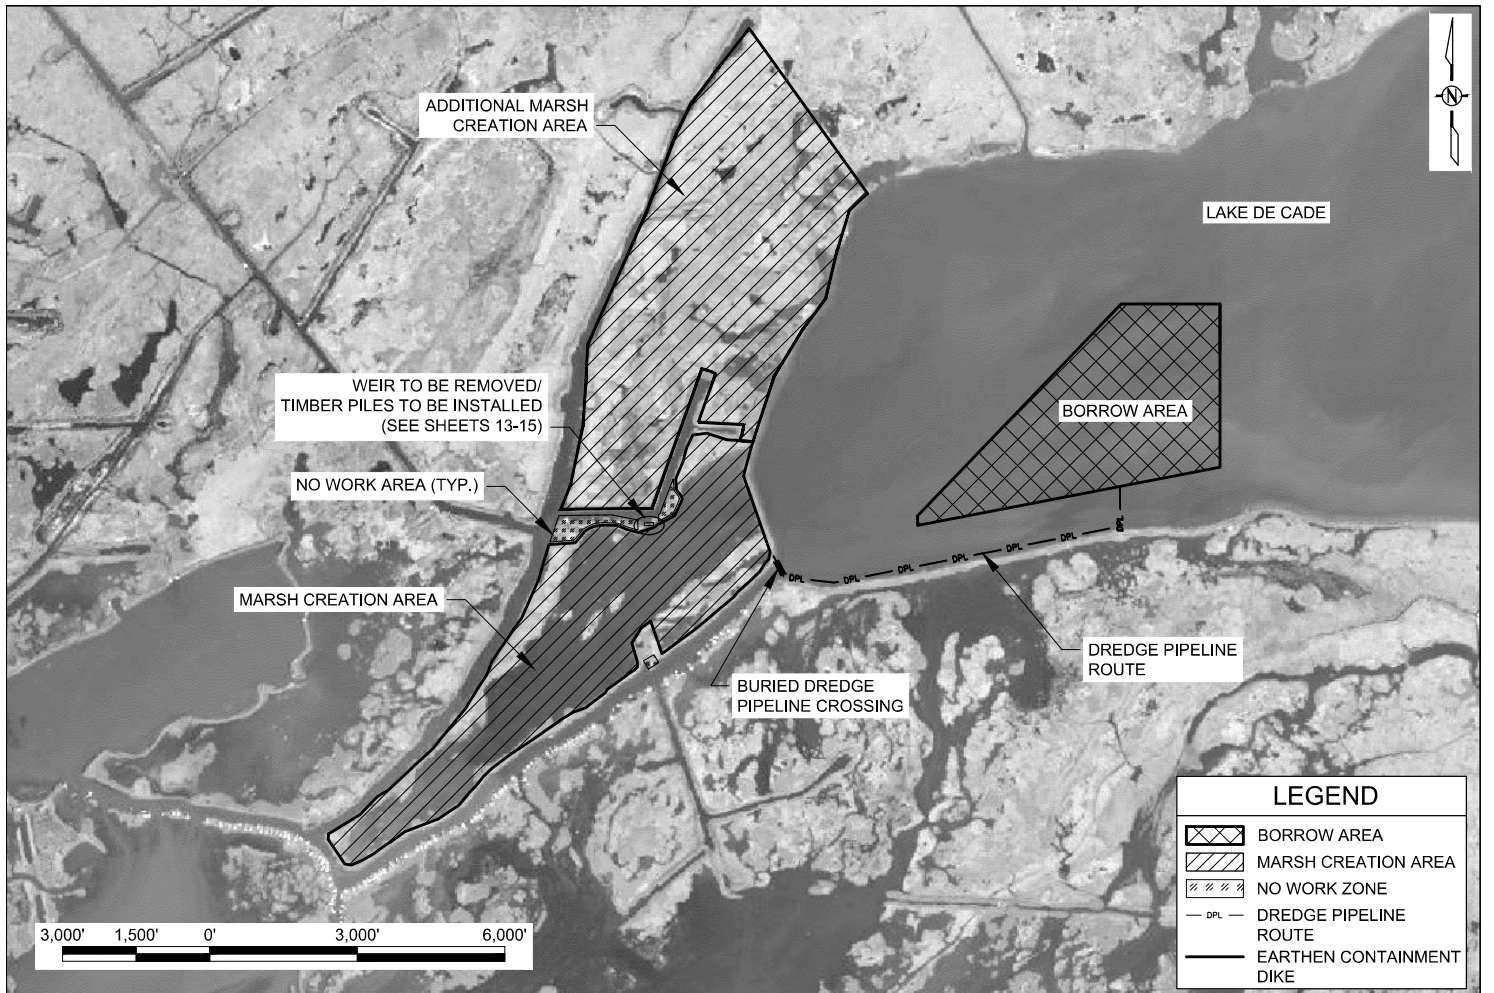 N
ADDITIONAL MARSH
CREATION AREA
LAKE DE CADE
WEIR TO BE REMOVED/
TIMBER PILES TO BE INSTALLED
(SEE SHEETS 13-15)
BORROW AREA
NO WORK AREA (TYP.)
DPL
DPL
DPL
DPL
DPL
DPL
DPL
MARSH CREATION AREA
DREDGE PIPELINE
ROUTE
BURIED DREDGE
PIPELINE CROSSING
LEGEND
BORROW AREA
MARSH CREATION AREA
NO WORK ZONE
DPL DREDGE PIPELINE
ROUTE
EARTHEN CONTAINMENT
DIKE
3,000' 1,500' 0' 3,000' 6,000'